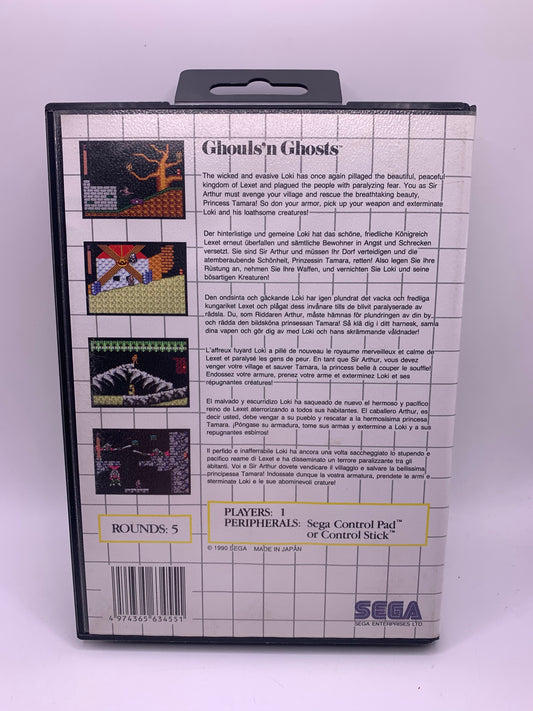 Ghouls'n Ghosts™
The wicked and evasive Loki has once again pillaged the beautiful, peaceful
kingdom of Lexet and plagued the people with paralyzing fear. You as Sir
Arthur must avenge your village and rescue the breathtaking beauty,
Princess Tamara! So don your armor, pick up your weapon and exterminate
Loki and his loathsome creatures!
Der hinterlistige und gemeine Loki hat das schöne, friedliche Königreich
Lexet erneut überfallen und sämtliche Bewohner in Angst und Schrecken
versetzt. Sie sind Sir Arthur und müssen Ihr Dorf verteidigen und die
atemberaubende Schönheit, Prinzessin Tamara, retten! Also legen Sie Ihre
Rüstung an, nehmen Sie Ihre Waffen, und vernichten Sie Loki und seine
bösartigen Kreaturen!
Den ondsinta och gäckande Loki har igen plundrat det vacka och fredliga
kungariket Lexet och plågat dess invånare tills de blivit paralyserade av
rädsla. Du, som Riddaren Arthur, måste hämnas för plundringen av din by
och rädda den bildsköna prinsessan Tamara! Så klä dig i ditt harnesk, samla
dina vapen och gör dig av med Loki och hans skrämmande våldnader!
L'affreux fuyard Loki a pillé de nouveau le royaume merveilleux et calme de
Lexet et paralysé les gens de peur. En tant que Sir Arthur, vous devez
venger votre village et sauver Tamara, la princesse belle à couper le souffle!
Endossez votre armure, prenez votre arme et exterminez Loki et ses
répugnantes créatures!
El malvado y escurridizo Loki ha saqueado de nuevo el hermoso y pacífico
reino de Lexet aterrorizando a todos sus habitantes. El caballero Arthur, es
decir usted, debe vengar a su pueblo y rescatar a la hermosísima princesa
Tamara. ¡Póngase su armadura, tome sus armas y extermine a Loki y a sus
repugnantes esbirros!
Il perfido e inafferrabile Loki ha ancora una volta saccheggiato lo stupendo e
pacifico reame di Lexet e ha disseminato un terrore paralizzante tra gli
abitanti. Voi e Sir Arthur dovete vendicare il villaggio e salvare la bellissima
principessa Tamara! Indossate dunque la vostra armatura, prendete le armi e
sterminate Loki e le sue abominevoli crature!
ROUNDS: 5
PLAYERS: 1
PERIPHERALS: Sega Control Pad™
or Control Stick™
© 1990 SEGA MADE IN JAPAN
4 974365 634551
SEGA
SEGA ENTERPRISES LTD.